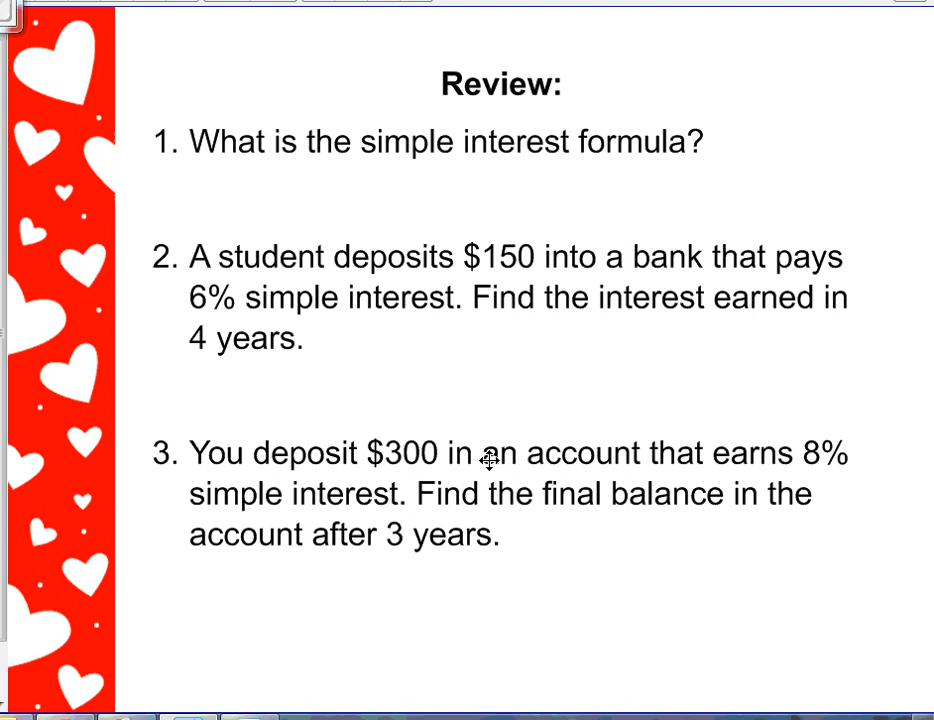 Review:
1. What is the simple interest formula?
2. A student deposits $150 into a bank that pays
6% simple interest. Find the interest earned in
4 years.
3. You deposit $300 in an account that earns 8%
simple interest. Find the final balance in the
account after 3 years.